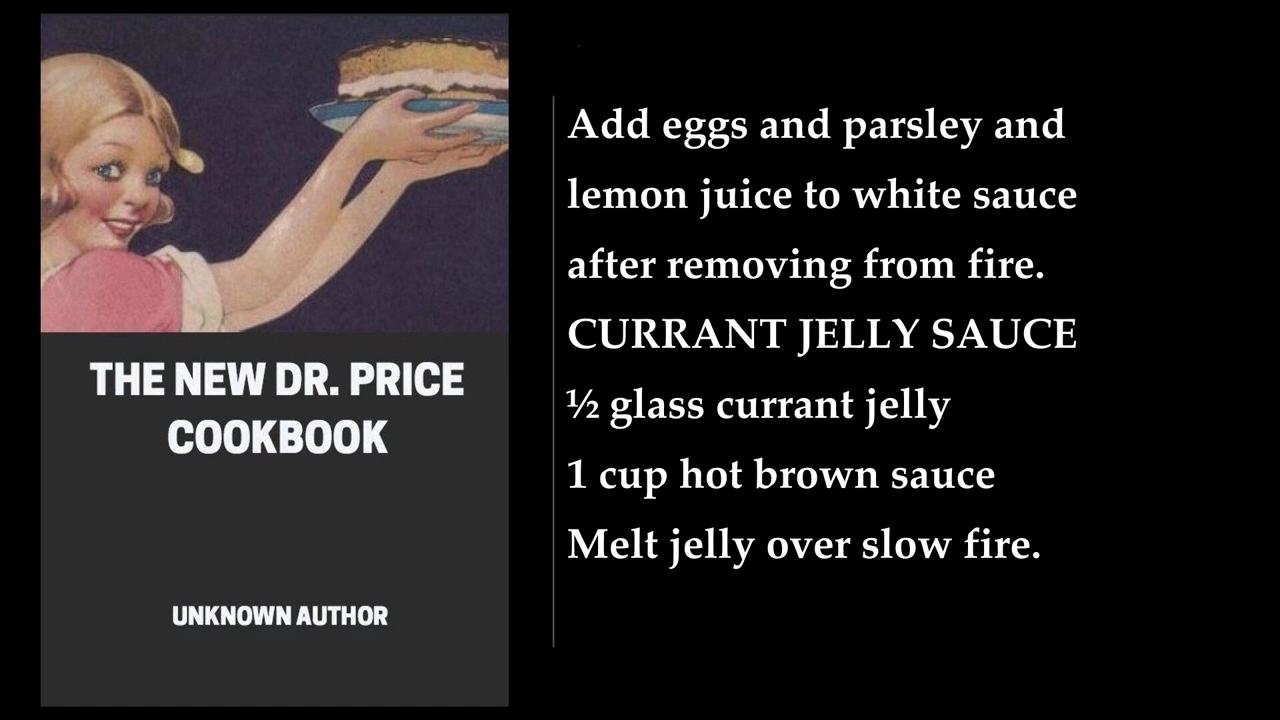 THE NEW DR. PRICE
COOKBOOK
UNKNOWN AUTHOR
Add eggs and parsley and
lemon juice to white sauce
after removing from fire.
CURRANT JELLY SAUCE
½ glass currant jelly
1 cup hot brown sauce
Melt jelly over slow fire.